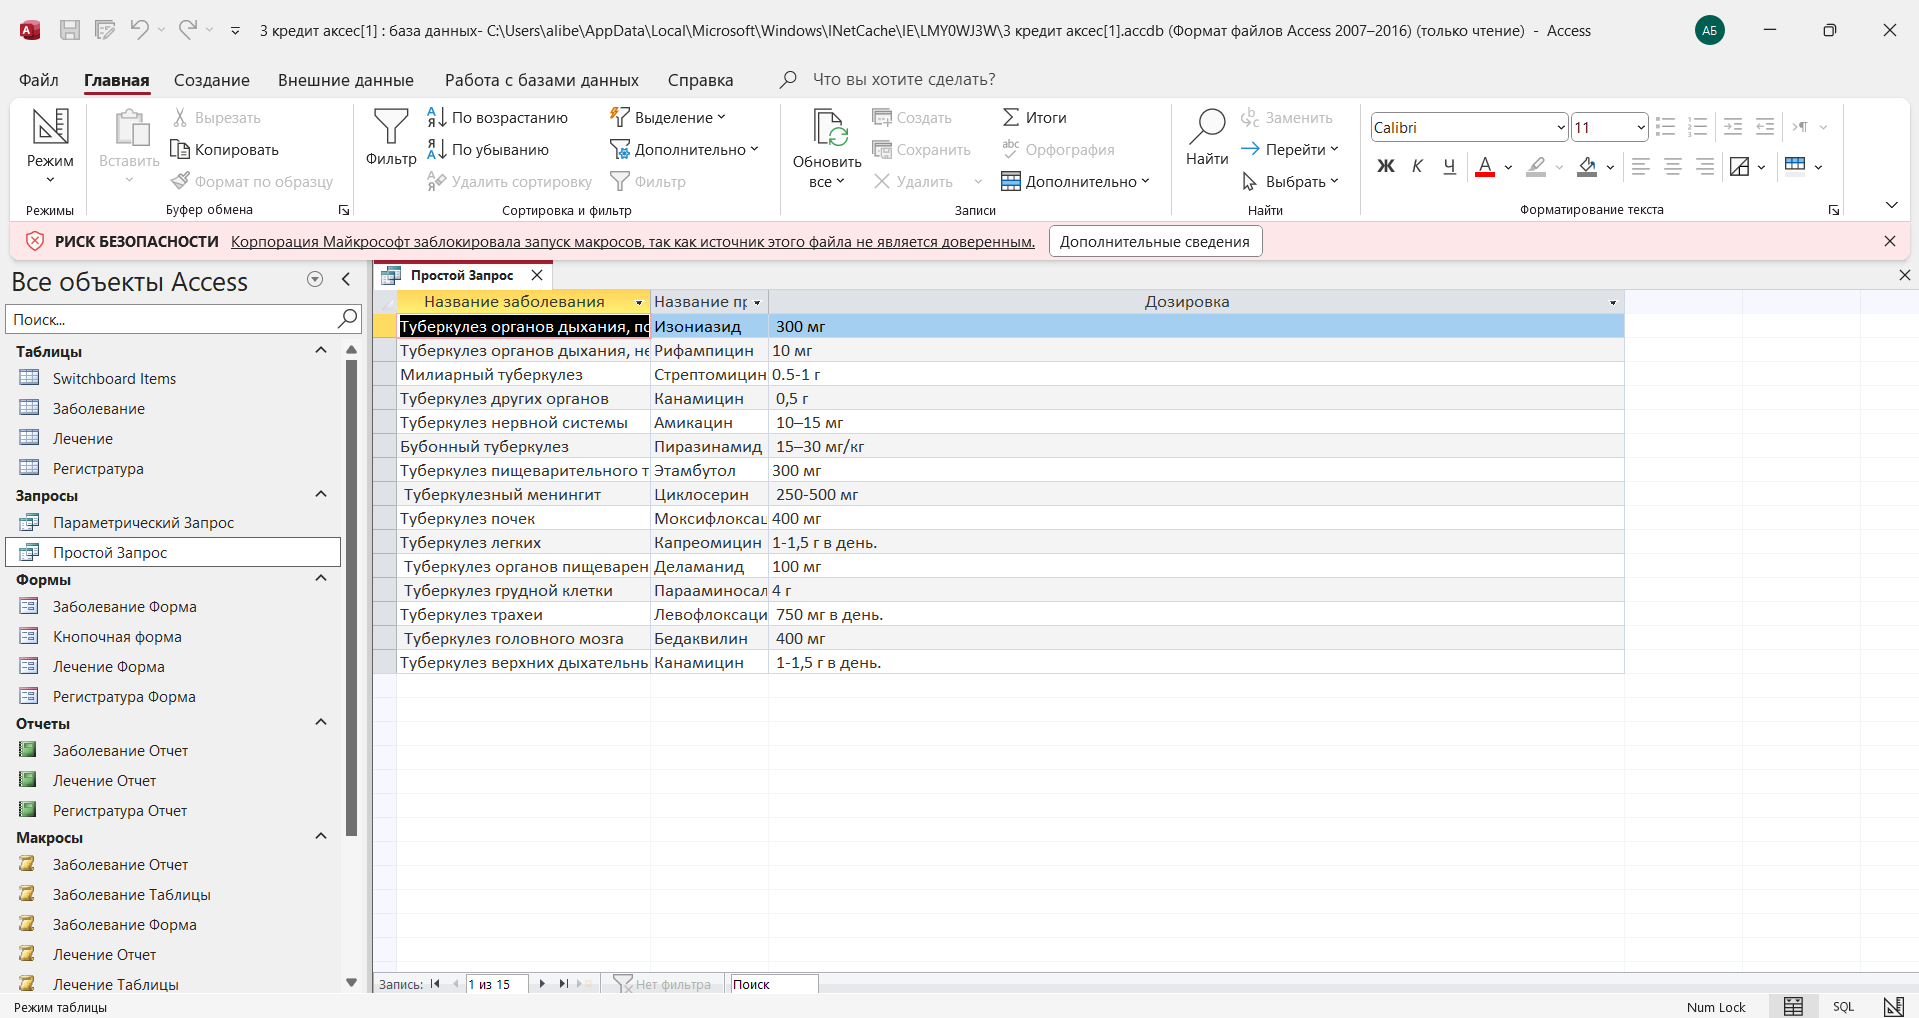 3 кредит аксес[1] : база данных- C:\Users\alibe\AppData\Local\Microsoft\Windows\INetCache\IE\LMY0WJ3W\3 кредит аксес[1].accdb (Формат файлов Access 2007–2016) (только чтение) - Access
АБ
Файл Главная Создание Внешние данные Работа с базами данных Справка Что вы хотите сделать?
Режим
Режимы
Вставить
Вырезать
Копировать
Формат по образцу
Буфер обмена
Фильтр
По возрастанию
По убыванию
Удалить сортировку
Выделение
Дополнительно
Фильтр
Сортировка и фильтр
Обновить
все
Создать
Сохранить
Удалить
Итоги
Орфография
Дополнительно
Записи
Найти
Заменить
Перейти
Выбрать
Найти
Calibri 11
Ж К Ч А
Форматирование текста
РИСК БЕЗОПАСНОСТИ Корпорация Майкрософт заблокировала запуск макросов, так как источник этого файла не является доверенным. Дополнительные сведения
Все объекты Access
Поиск...
Таблицы
Switchboard Items
Заболевание
Лечение
Регистратура
Запросы
Параметрический Запрос
Простой Запрос
Формы
Заболевание Форма
Кнопочная форма
Лечение Форма
Регистратура Форма
Отчеты
Заболевание Отчет
Лечение Отчет
Регистратура Отчет
Макросы
Заболевание Отчет
Заболевание Таблицы
Заболевание Форма
Лечение Отчет
Лечение Таблицы
Простой Запрос
Название заболевания Название пр Дозировка
Туберкулез органов дыхания, по Изониазид 300 мг
Туберкулез органов дыхания, не Рифампицин 10 мг
Милиарный туберкулез Стрептомицин 0.5-1 г
Туберкулез других органов Канамицин 0,5 г
Туберкулез нервной системы Амикацин 10–15 мг
Бубонный туберкулез Пиразинамид 15–30 мг/кг
Туберкулез пищеварительного т Этамбутол 300 мг
Туберкулезный менингит Циклосерин 250-500 мг
Туберкулез почек Моксифлоксац 400 мг
Туберкулез легких Капреомицин 1-1,5 г в день.
Туберкулез органов пищеварен Деламанид 100 мг
Туберкулез грудной клетки Парааминосал 4 г
Туберкулез трахеи Левофлоксаци 750 мг в день.
Туберкулез головного мозга Бедаквилин 400 мг
Туберкулез верхних дыхательнь Канамицин 1-1,5 г в день.
Запись: 1 из 15 Нет фильтра Поиск
Режим таблицы Num Lock SQL